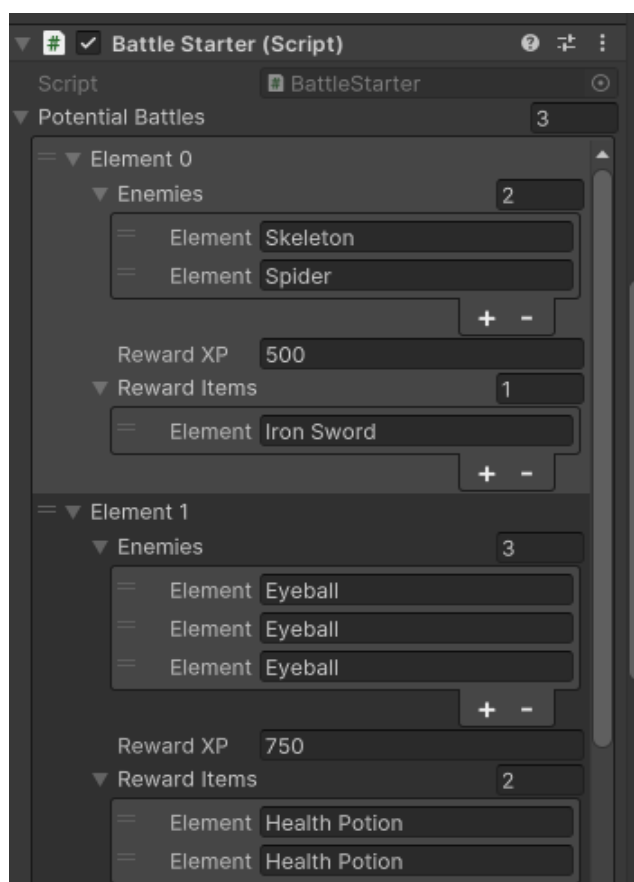 # Battle Starter (Script)
Script # BattleStarter
Potential Battles 3
Element 0
Enemies 2
Element Skeleton
Element Spider
+ -
Reward XP 500
Reward Items 1
Element Iron Sword
+ -
Element 1
Enemies 3
Element Eyeball
Element Eyeball
Element Eyeball
+ -
Reward XP 750
Reward Items 2
Element Health Potion
Element Health Potion